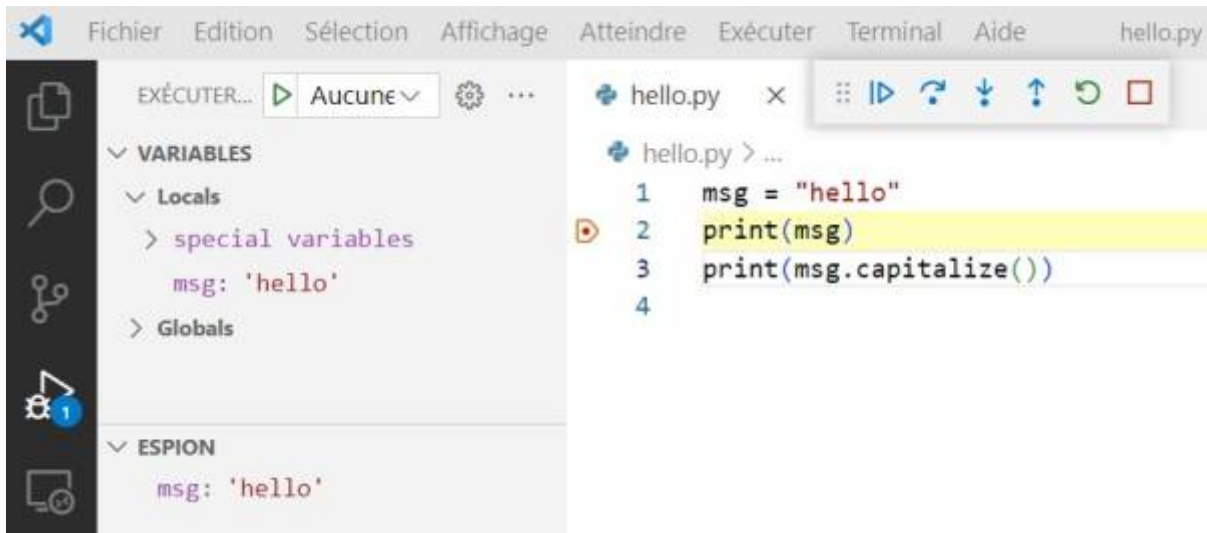 Fichier Edition Sélection Affichage Atteindre Exécuter Terminal Aide hello.py
EXÉCUTER... Aucune
VARIABLES
Locals
special variables
msg: 'hello'
Globals
1
ESPION
msg: 'hello'
hello.py
hello.py > ...
1 msg = "hello"
2 print(msg)
3 print(msg.capitalize())
4